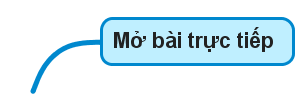 Mở bài trực tiếp